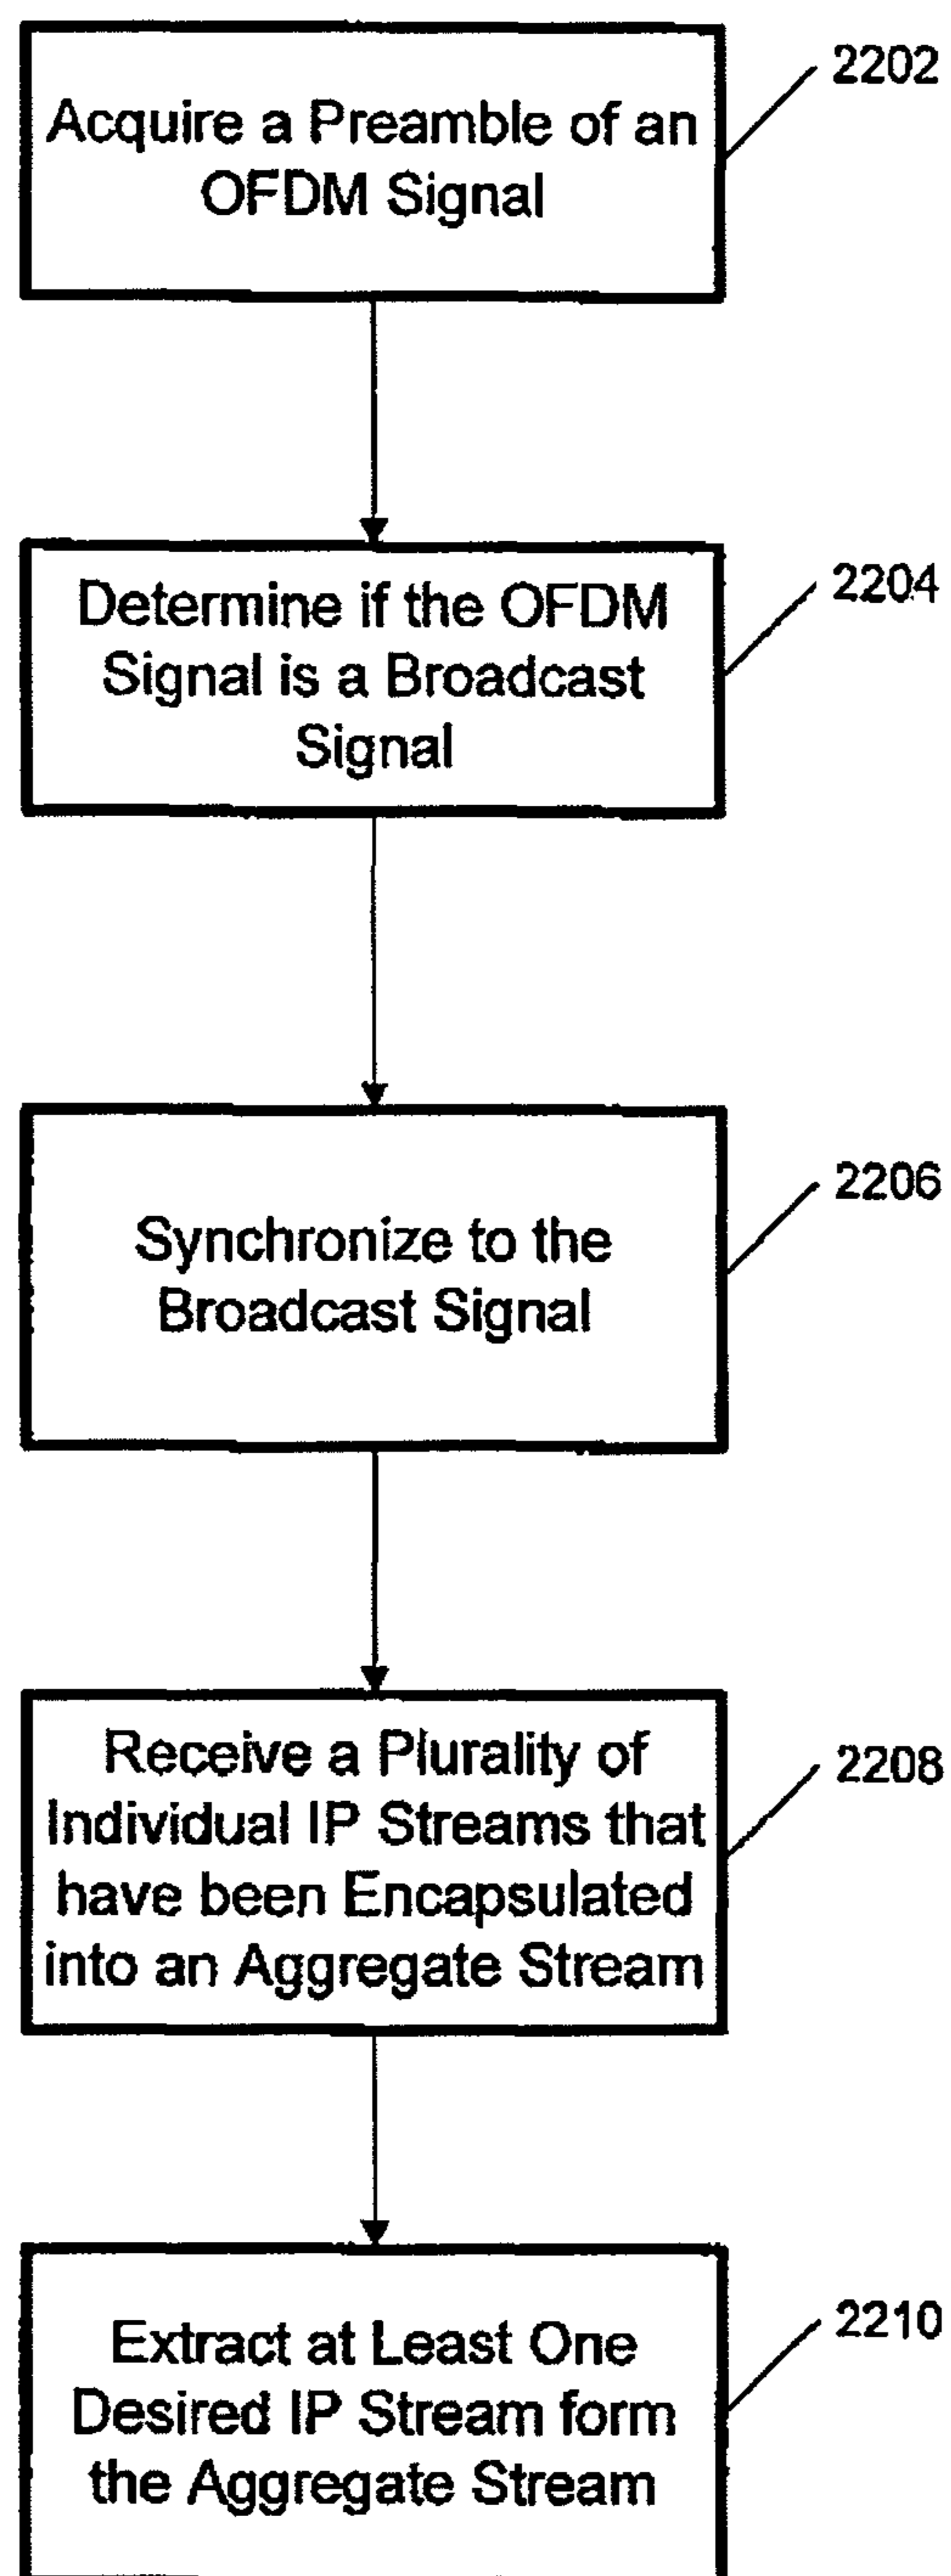 Acquire a Preamble of an
OFDM Signal
2202
Determine if the OFDM
Signal is a Broadcast
Signal
2204
Synchronize to the
Broadcast Signal
2206
Receive a Plurality of
Individual IP Streams that
have been Encapsulated
into an Aggregate Stream
2208
Extract at Least One
Desired IP Stream form
the Aggregate Stream
2210